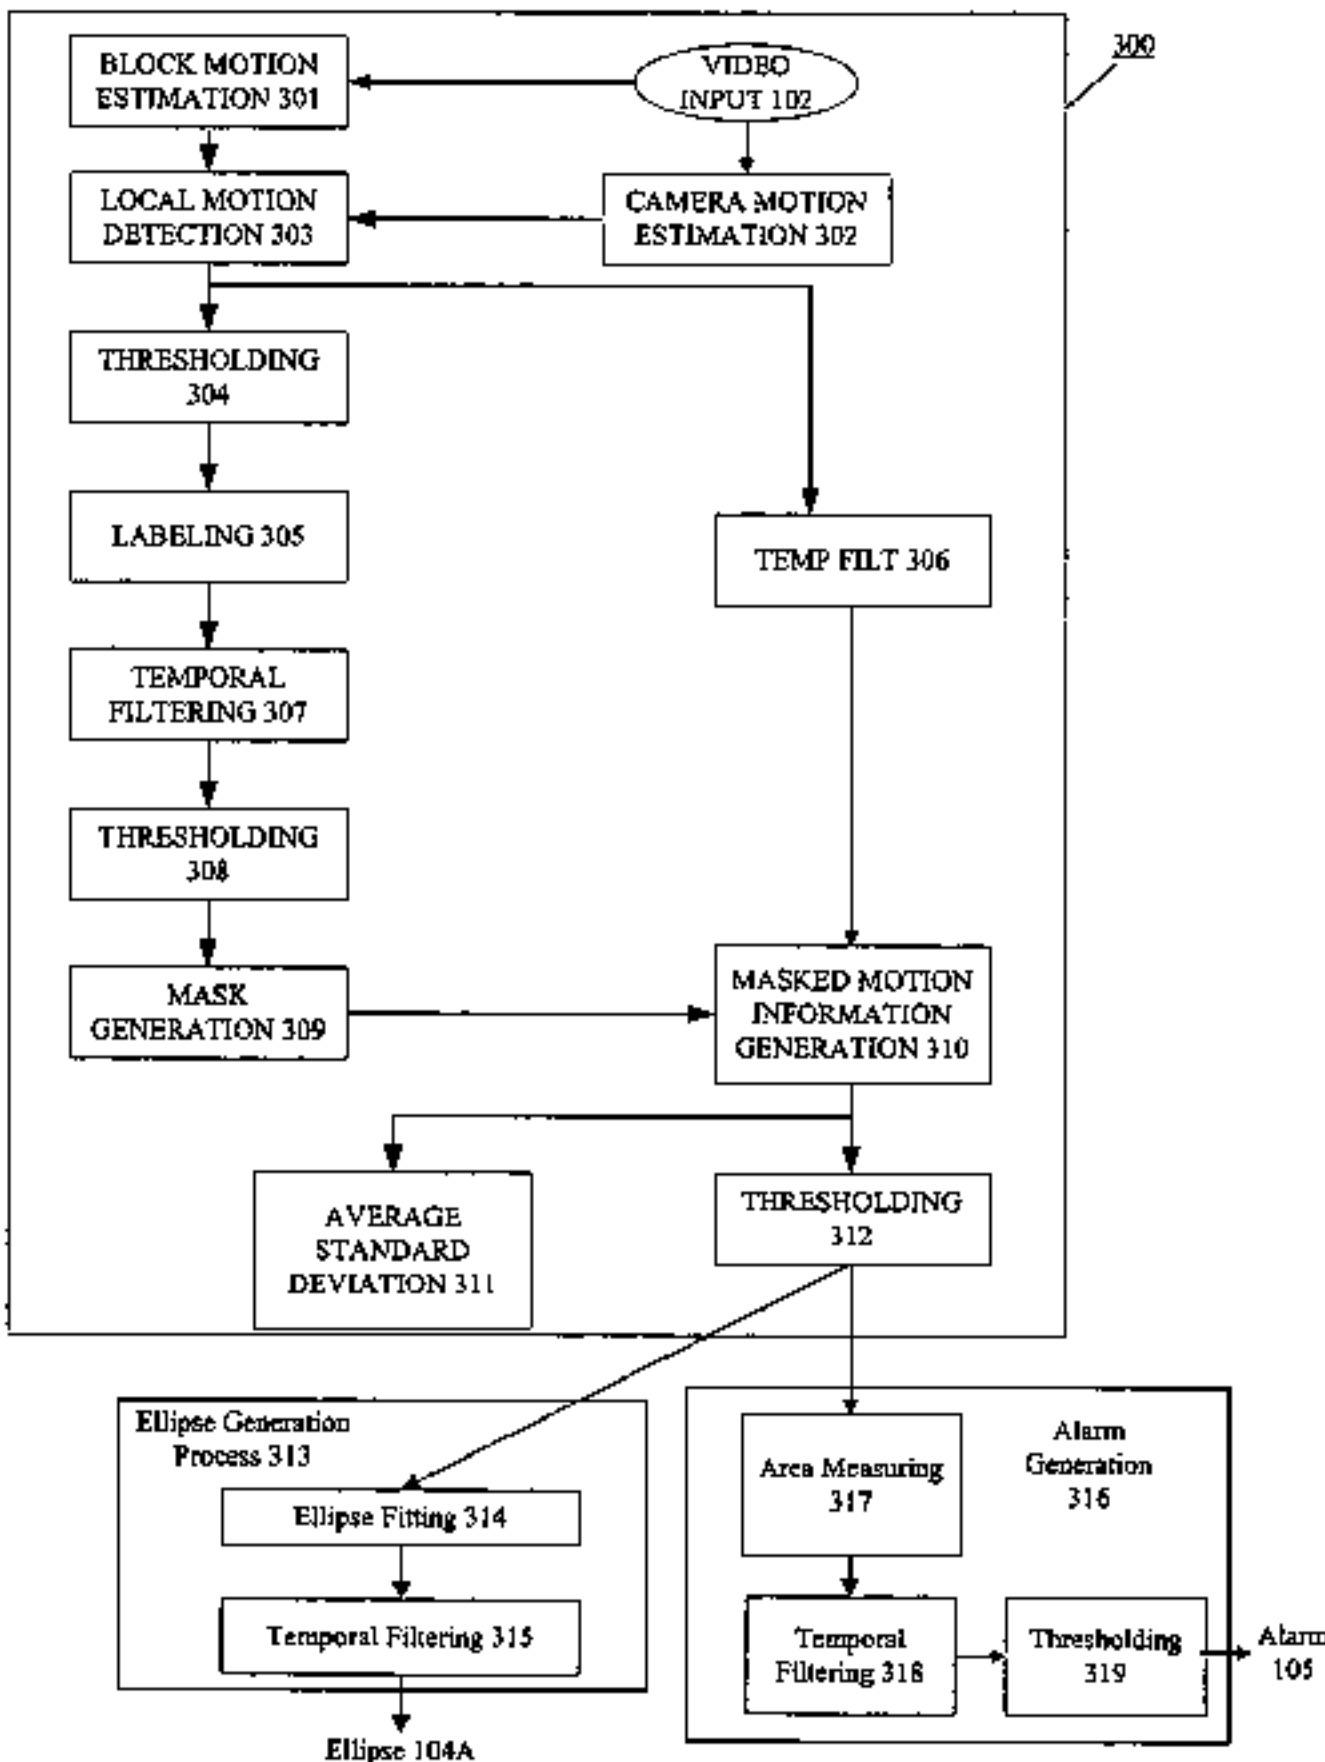 300
BLOCK MOTION
ESTIMATION 301
VIDEO
INPUT 102
LOCAL MOTION
DETECTION 303
CAMERA MOTION
ESTIMATION 302
THRESHOLDING
304
LABELING 305
TEMP FILT 306
TEMPORAL
FILTERING 307
THRESHOLDING
308
MASK
GENERATION 309
MASKED MOTION
INFORMATION
GENERATION 310
AVERAGE
STANDARD
DEVIATION 311
THRESHOLDING
312
Ellipse Generation
Process 313
Ellipse Fitting 314
Temporal Filtering 315
Ellipse 104A
Alarm
Generation
316
Area Measuring
317
Temporal
Filtering 318
Thresholding
319
Alarm
105